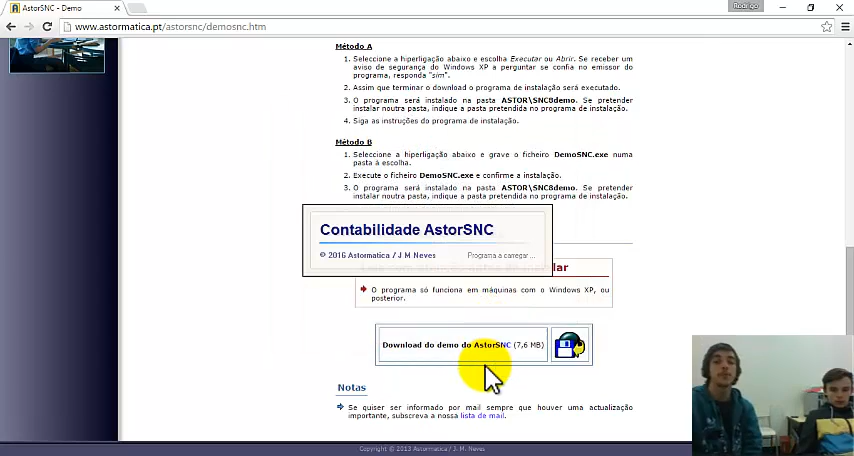 AstorSNC - Demo
Rodrigo
www.astormatica.pt/astorsnc/demosnc.htm
Método A
1. Seleccione a hiperligação abaixo e escolha Executar ou Abrir. Se receber um
aviso de segurança do Windows XP a perguntar se confia no emissor do
programa, responda "sim".
2. Assim que terminar o download o programa de instalação será executado.
3. O programa será instalado na pasta ASTOR\SNC8demo. Se pretender
instalar noutra pasta, indique a pasta pretendida no programa de instalação.
4. Siga as instruções do programa de instalação.
Método B
1. Seleccione a hiperligação abaixo e grave o ficheiro DemoSNC.exe numa
pasta à escolha.
2. Execute o ficheiro DemoSNC.exe e confirme a instalação.
3. O programa será instalado na pasta ASTOR\SNC8demo. Se pretender
instalar noutra pasta, indique a pasta pretendida no programa de instalação.
Contabilidade AstorSNC
© 2016 Astormatica / J M Neves
Programa a carregar ...
lar
O programa só funciona em máquinas com o Windows XP, ou
posterior.
Download do demo do AstorSNC (7,6 MB)
Notas
Se quiser ser informado por mail sempre que houver uma actualização
importante, subscreva a nossa lista de mail.
Copyright © 2013 Astormatica / J. M. Neves